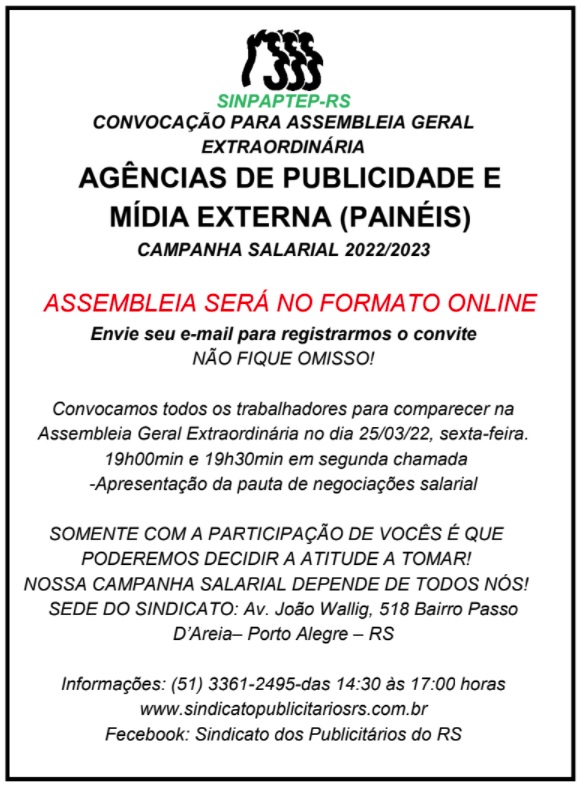 SINPAPTEP-RS
CONVOCAÇÃO PARA ASSEMBLEIA GERAL
EXTRAORDINÁRIA
AGÊNCIAS DE PUBLICIDADE E
MÍDIA EXTERNA (PAINÉIS)
CAMPANHA SALARIAL 2022/2023
ASSEMBLEIA SERÁ NO FORMATO ONLINE
Envie seu e-mail para registrarmos o convite
NÃO FIQUE OMISSO!
Convocamos todos os trabalhadores para comparecer na
Assembleia Geral Extraordinária no dia 25/03/22, sexta-feira.
19h00min e 19h30min em segunda chamada
-Apresentação da pauta de negociações salarial
SOMENTE COM A PARTICIPAÇÃO DE VOCÊS É QUE
PODEREMOS DECIDIR A ATITUDE A TOMAR!
NOSSA CAMPANHA SALARIAL DEPENDE DE TODOS NÓS!
SEDE DO SINDICATO: Av. João Wallig, 518 Bairro Passo
D'Areia– Porto Alegre – RS
Informações: (51) 3361-2495-das 14:30 às 17:00 horas
www.sindicatopublicitariosrs.com.br
Fecebook: Sindicato dos Publicitários do RS